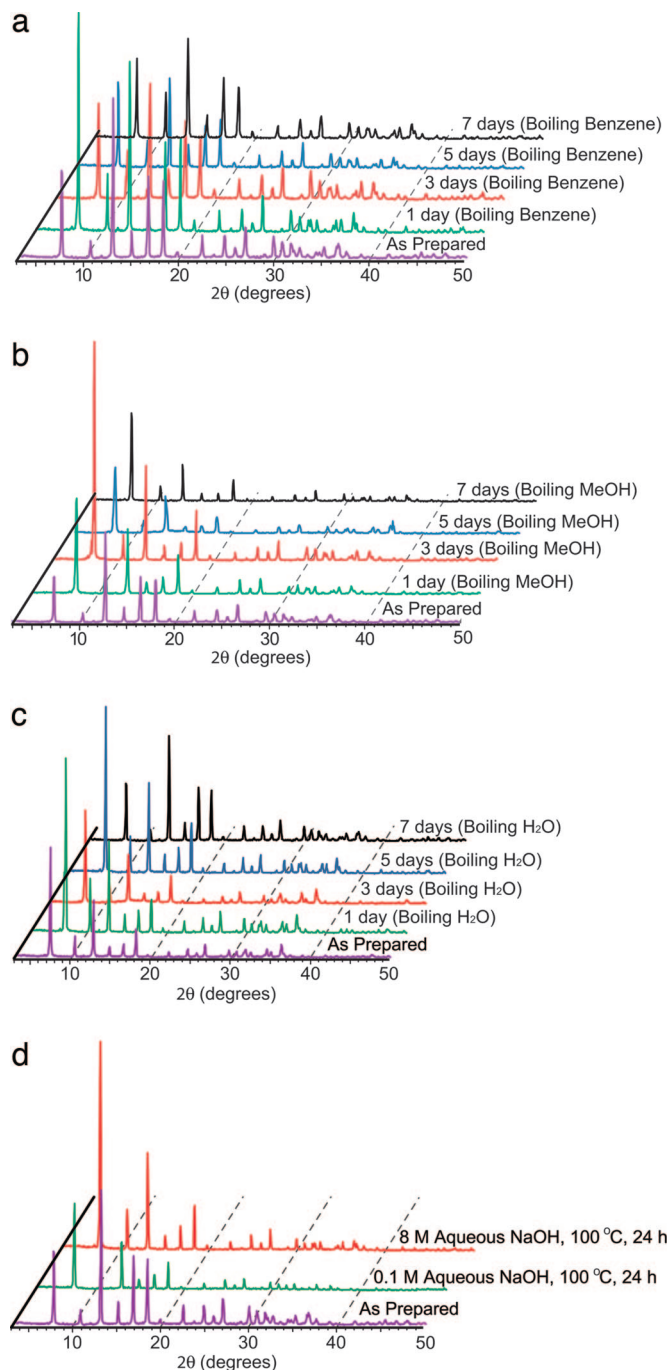 a
7 days (Boiling Benzene)
5 days (Boiling Benzene)
3 days (Boiling Benzene)
1 day (Boiling Benzene)
As Prepared
10 20 30 40 50
2θ (degrees)
b
7 days (Boiling MeOH)
5 days (Boiling MeOH)
3 days (Boiling MeOH)
1 day (Boiling MeOH)
As Prepared
10 20 30 40 50
2θ (degrees)
c
7 days (Boiling H₂O)
5 days (Boiling H₂O)
3 days (Boiling H₂O)
1 day (Boiling H₂O)
As Prepared
10 20 30 40 50
2θ (degrees)
d
8 M Aqueous NaOH, 100 °C, 24 h
0.1 M Aqueous NaOH, 100 °C, 24 h
As Prepared
10 20 30 40 50
2θ (degrees)